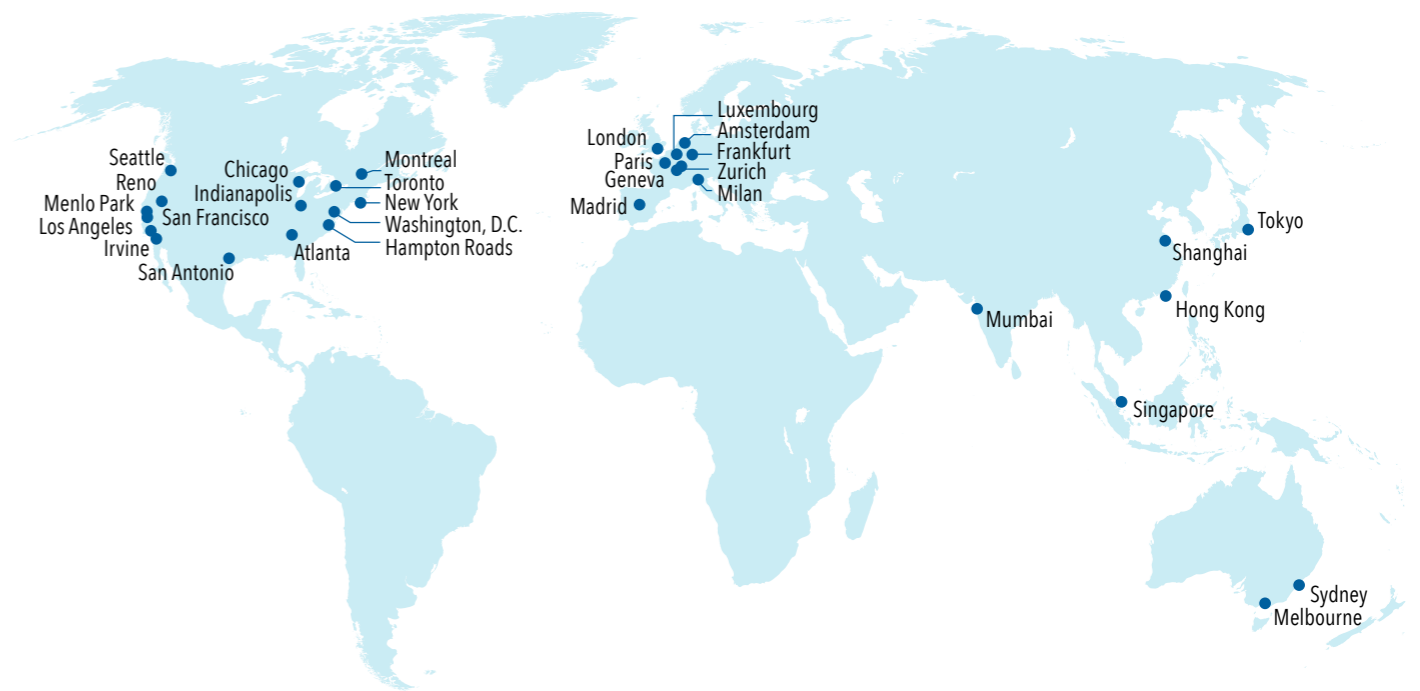 Seattle
Reno
Menlo Park
San Francisco
Los Angeles
Irvine
San Antonio
Chicago
Indianapolis
Atlanta
Montreal
Toronto
New York
Washington, D.C.
Hampton Roads
London
Paris
Geneva
Madrid
Luxembourg
Amsterdam
Frankfurt
Zurich
Milan
Mumbai
Tokyo
Shanghai
Hong Kong
Singapore
Sydney
Melbourne